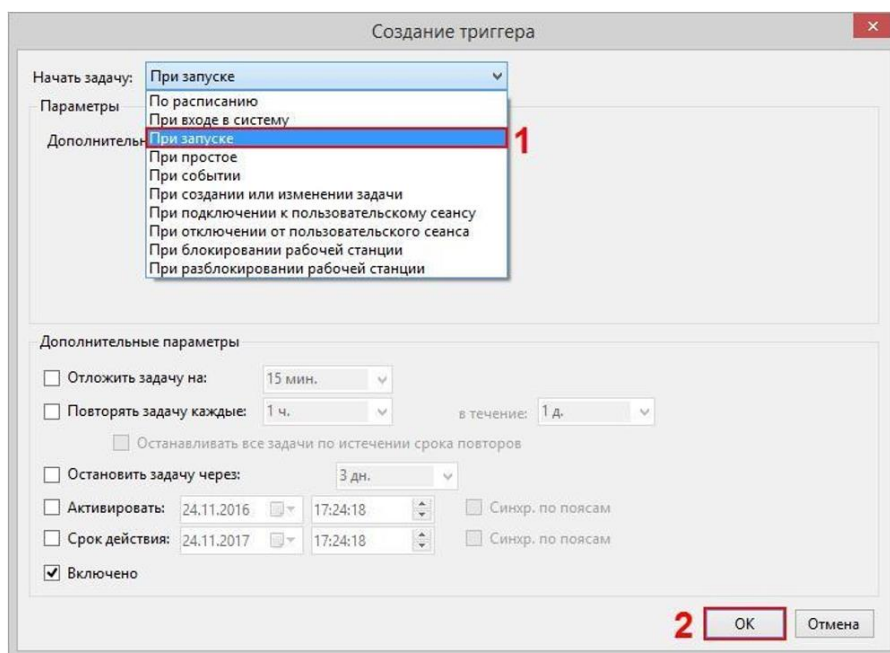 Создание триггера
Начать задачу: При запуске
По расписанию
Параметры
При входе в систему
Дополнительн При запуске 1
При простое
При событии
При создании или изменении задачи
При подключении к пользовательскому сеансу
При отключении от пользовательского сеанса
При блокировании рабочей станции
При разблокировании рабочей станции
Дополнительные параметры
Отложить задачу на: 15 мин.
Повторять задачу каждые: 1 ч. в течение: 1 д.
Останавливать все задачи по истечении срока повторов
Остановить задачу через: 3 дн.
Активировать: 24.11.2016 17:24:18 Синхр. по поясам
Срок действия: 24.11.2017 17:24:18 Синхр. по поясам
Включено
2 OK Отмена